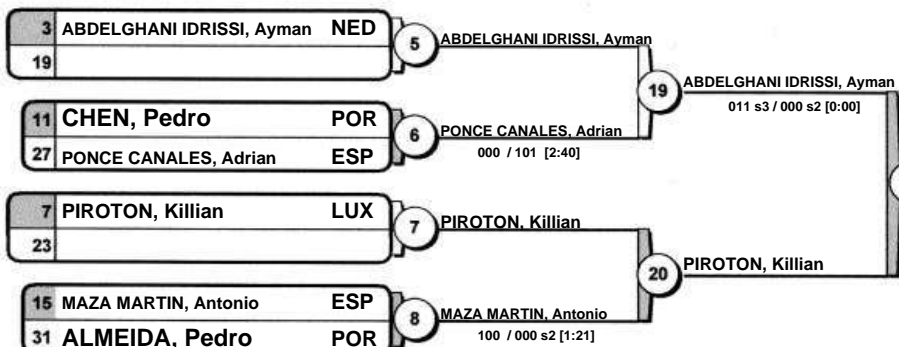 3 ABDELGHANI IDRISSI, Ayman NED
19
5
ABDELGHANI IDRISSI, Ayman
11 CHEN, Pedro POR
27 PONCE CANALES, Adrian ESP
6
PONCE CANALES, Adrian
000 / 101 [2:40]
19
ABDELGHANI IDRISSI, Ayman
011 s3 / 000 s2 [0:00]
7 PIROTON, Killian LUX
23
7
PIROTON, Killian
15 MAZA MARTIN, Antonio ESP
31 ALMEIDA, Pedro POR
8
MAZA MARTIN, Antonio
100 / 000 s2 [1:21]
20
PIROTON, Killian